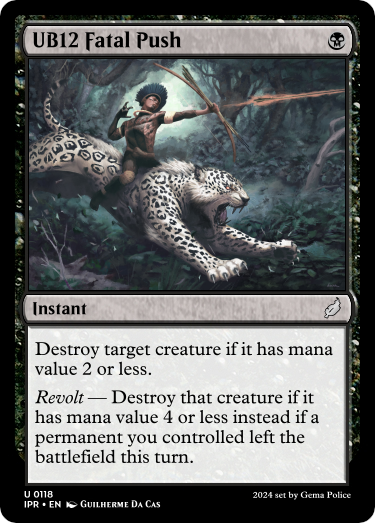 UB12 Fatal Push
Instant
Destroy target creature if it has mana
value 2 or less.
Revolt — Destroy that creature if it
has mana value 4 or less instead if a
permanent you controlled left the
battlefield this turn.
U 0118
IPR • EN Guilherme Da Cas
2024 set by Gema Police